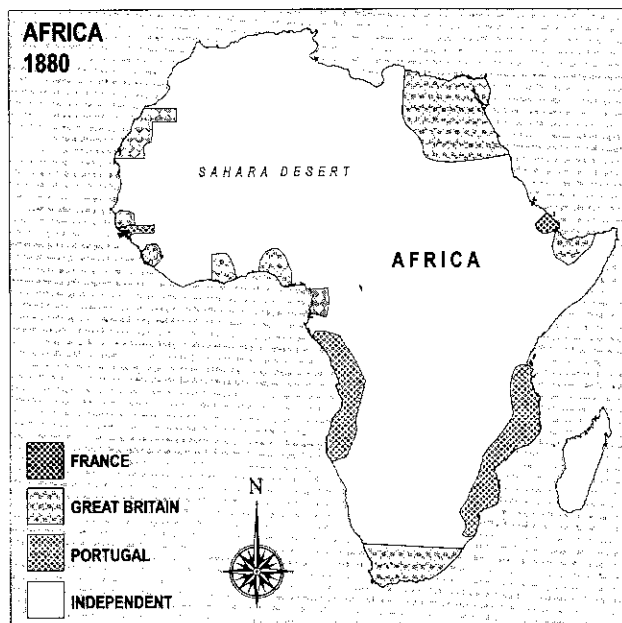 AFRICA
1880
SAHARA DESERT
AFRICA
FRANCE
GREAT BRITAIN
PORTUGAL
INDEPENDENT
N